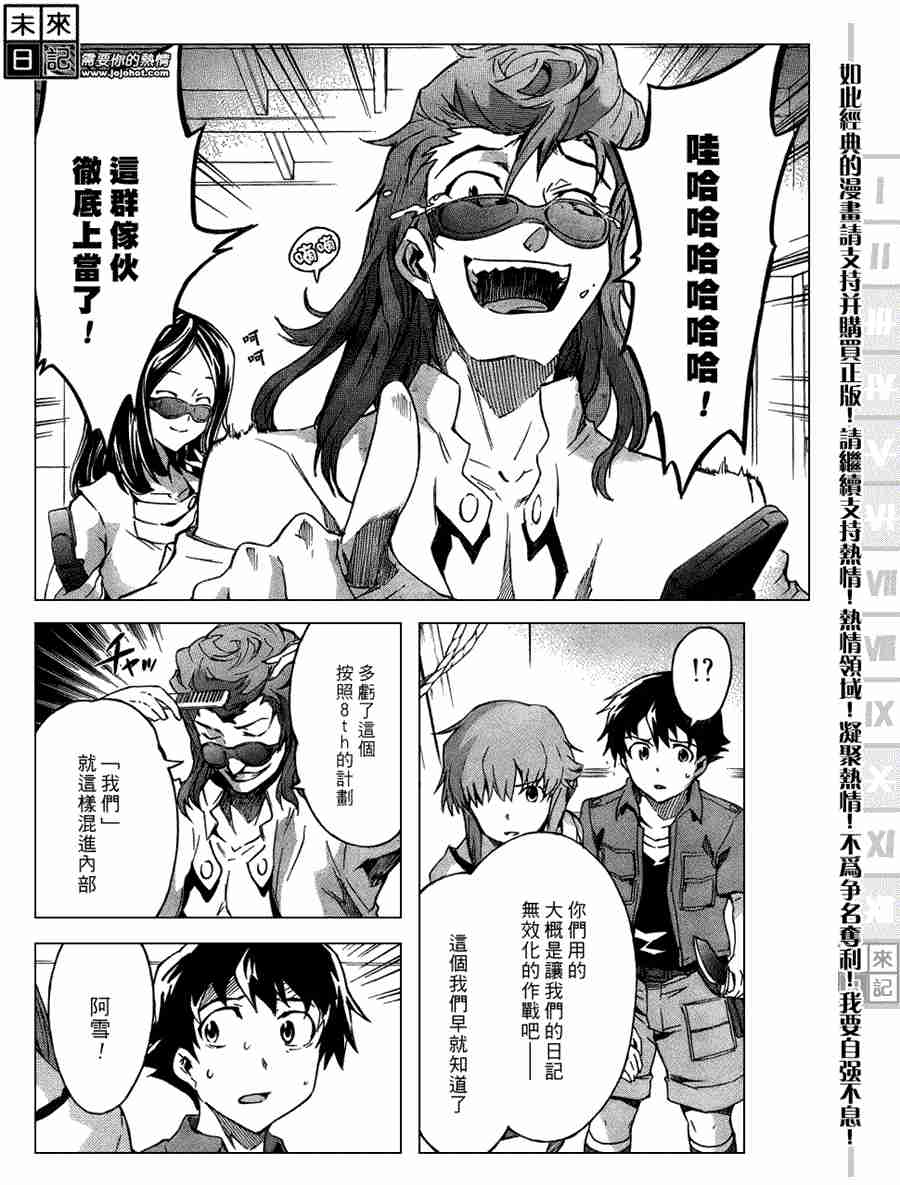 未來
日記
需要你的熱情
www.jojohot.com
哇哈哈哈哈哈哈！
這群傢伙
徹底上當了！
喃喃
呵呵
!?
你們用的
大概是讓我們的日記
無效化的作戰吧——
這個我們早就知道了
多虧了這個
按照8th的計劃
「我們」
就這樣混進內部
チャッ
阿雪！
如此經典的漫畫請支持并購買正版！請繼續支持熱情！熱情領域！凝聚熱情！不爲争名奪利！我要自强不息！
I
II
III
IV
V
VI
VII
VIII
IX
X
XI
XII
來
記